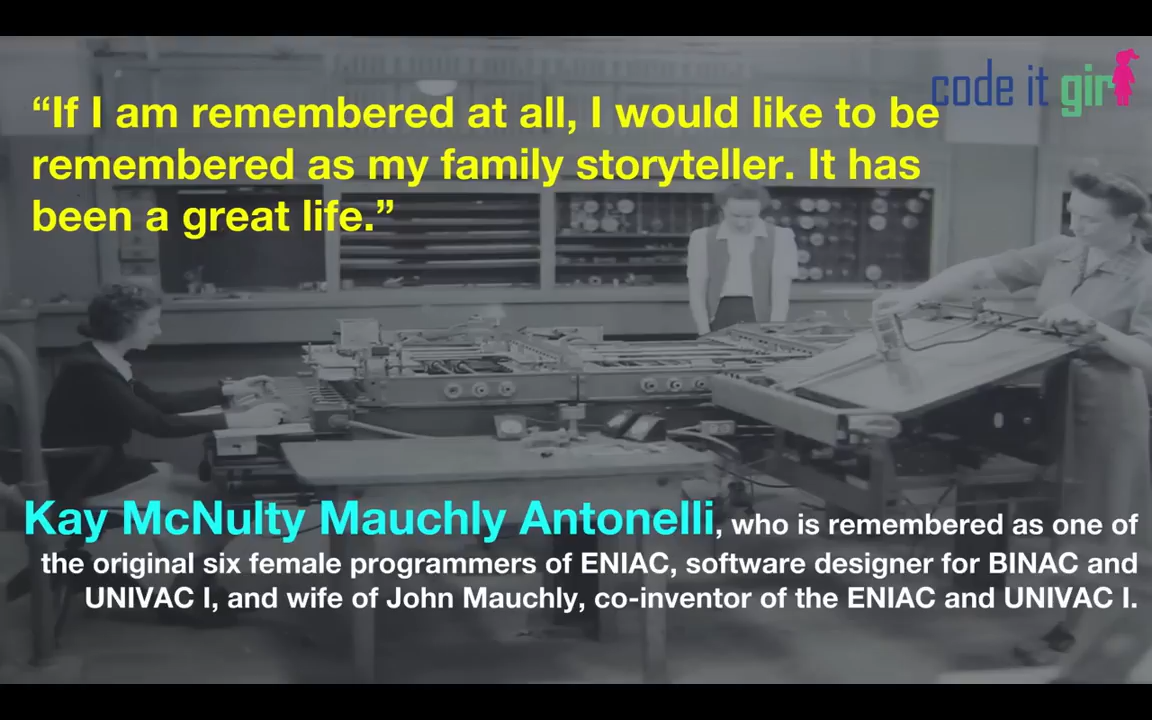 code it girl
“If I am remembered at all, I would like to be
remembered as my family storyteller. It has
been a great life.”
Kay McNulty Mauchly Antonelli, who is remembered as one of
the original six female programmers of ENIAC, software designer for BINAC and
UNIVAC I, and wife of John Mauchly, co-inventor of the ENIAC and UNIVAC I.